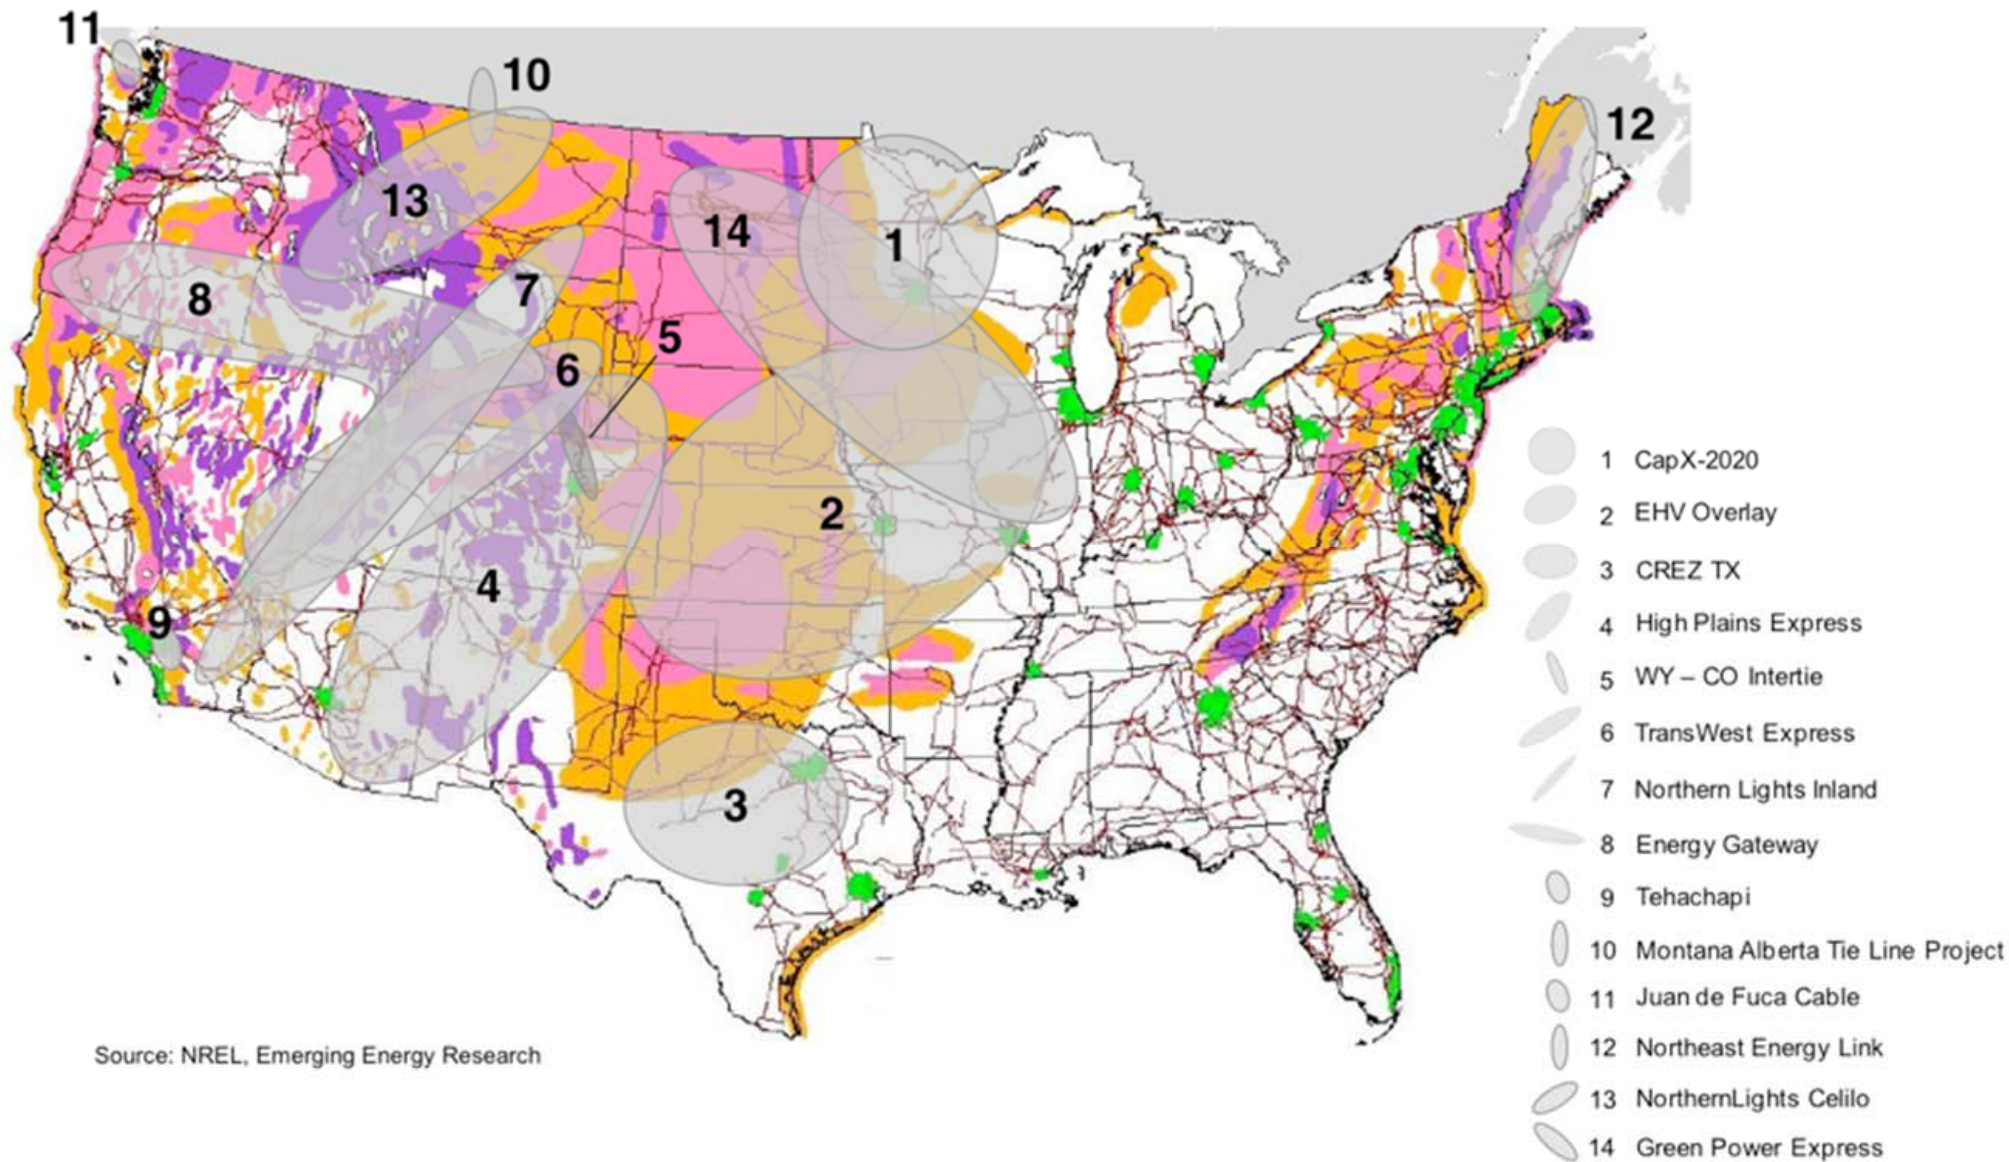 11
10
12
13
14
1
8
7
5
6
2
4
9
3
1 CapX-2020
2 EHV Overlay
3 CREZ TX
4 High Plains Express
5 WY – CO Intertie
6 TransWest Express
7 Northern Lights Inland
8 Energy Gateway
9 Tehachapi
10 Montana Alberta Tie Line Project
11 Juan de Fuca Cable
12 Northeast Energy Link
13 NorthernLights Celilo
14 Green Power Express
Source: NREL, Emerging Energy Research